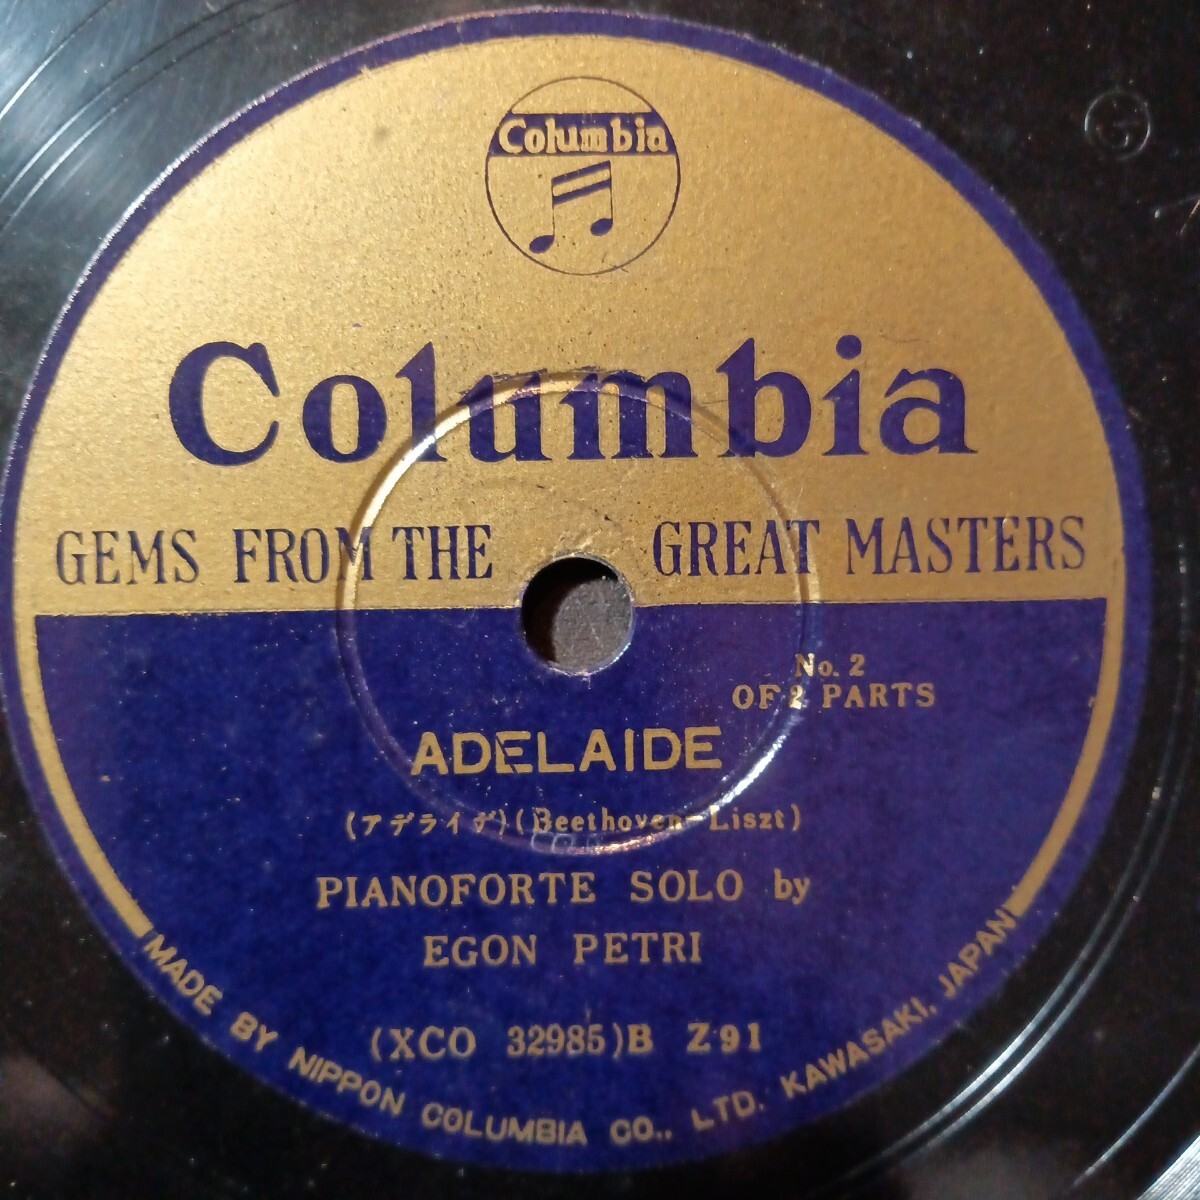 Columbia
Columbia
GEMS FROM THE GREAT MASTERS
No. 2
OF 2 PARTS
ADELAIDE
(アデライデ)(Beethoven-Liszt)
PIANOFORTE SOLO by
EGON PETRI
(XCO 32985)B Z·91
MADE BY NIPPON COLUMBIA CO., LTD. KAWASAKI, JAPAN
G